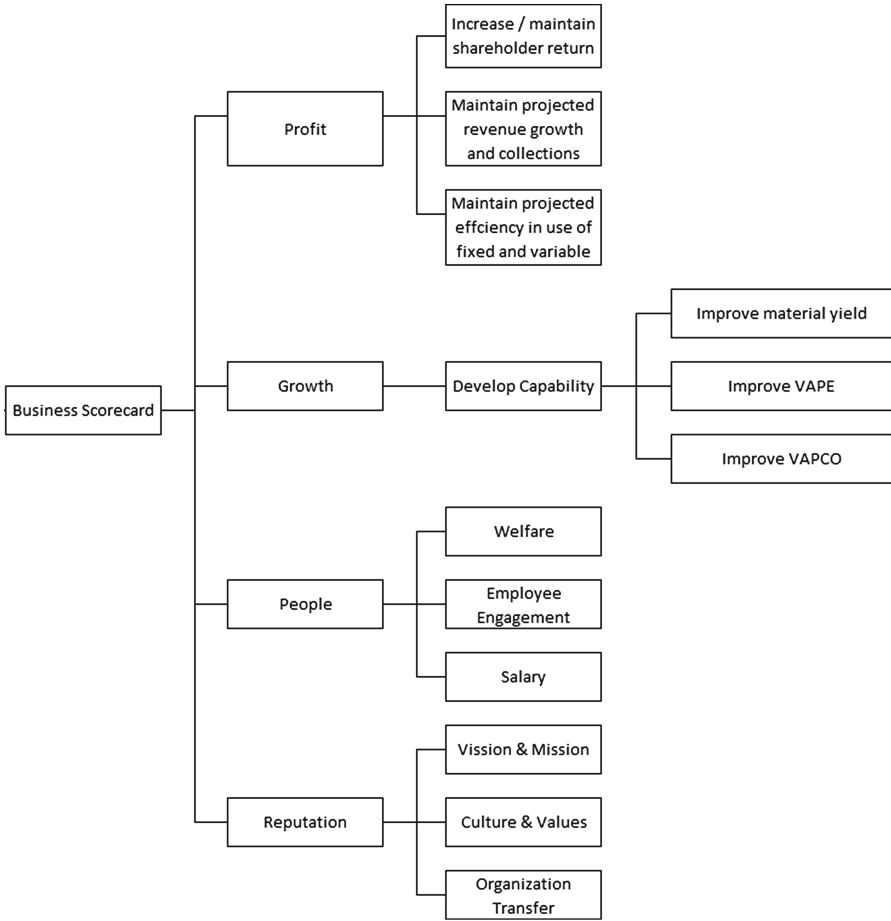 Increase / maintain
shareholder return
Profit
Maintain projected
revenue growth
and collections
Maintain projected
effciency in use of
fixed and variable
Improve material yield
Business Scorecard
Growth
Develop Capability
Improve VAPE
Improve VAPCO
Welfare
People
Employee
Engagement
Salary
Vission & Mission
Reputation
Culture & Values
Organization
Transfer